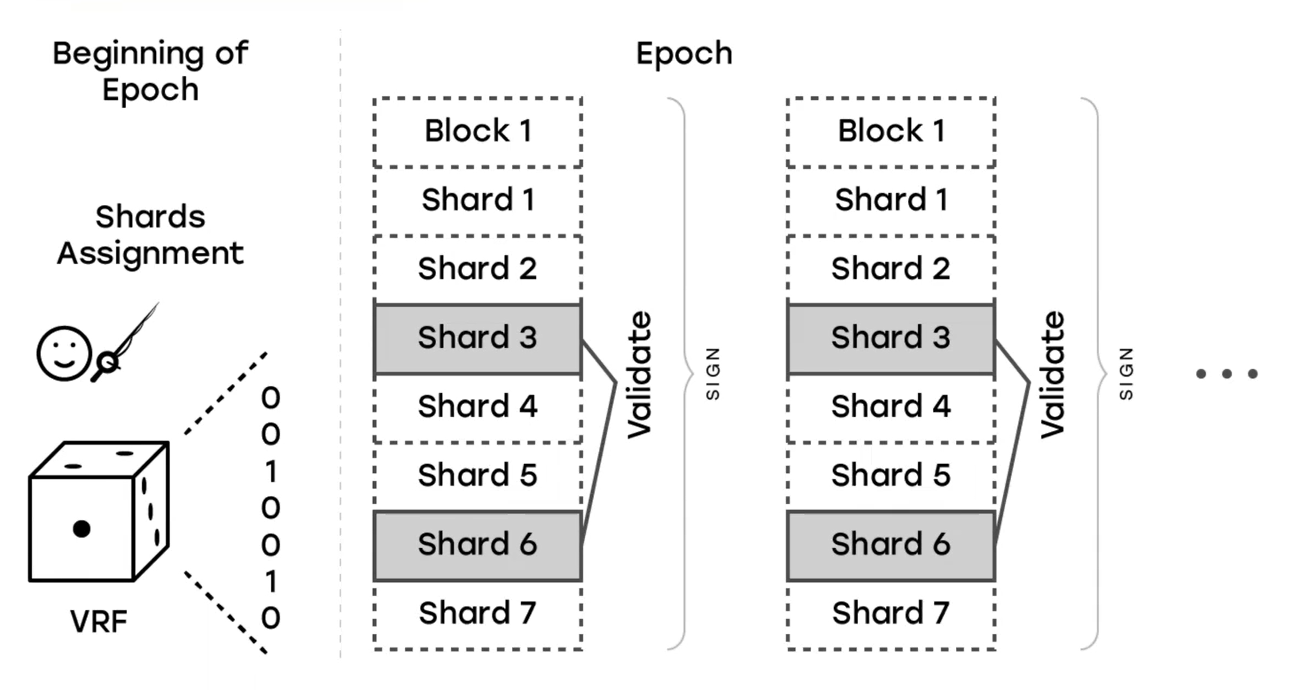 Beginning of
Epoch
Shards
Assignment
VRF
0
0
1
0
0
1
0
Epoch
Block 1
Shard 1
Shard 2
Shard 3
Shard 4
Shard 5
Shard 6
Shard 7
Validate
SIGN
Block 1
Shard 1
Shard 2
Shard 3
Shard 4
Shard 5
Shard 6
Shard 7
Validate
SIGN